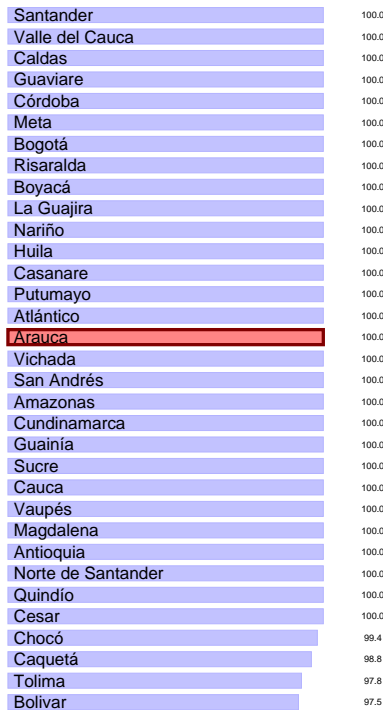 Santander 100.0
Valle del Cauca 100.0
Caldas 100.0
Guaviare 100.0
Córdoba 100.0
Meta 100.0
Bogotá 100.0
Risaralda 100.0
Boyacá 100.0
La Guajira 100.0
Nariño 100.0
Huila 100.0
Casanare 100.0
Putumayo 100.0
Atlántico 100.0
Arauca 100.0
Vichada 100.0
San Andrés 100.0
Amazonas 100.0
Cundinamarca 100.0
Guainía 100.0
Sucre 100.0
Cauca 100.0
Vaupés 100.0
Magdalena 100.0
Antioquia 100.0
Norte de Santander 100.0
Quindío 100.0
Cesar 100.0
Chocó 99.4
Caquetá 98.8
Tolima 97.8
Bolivar 97.5